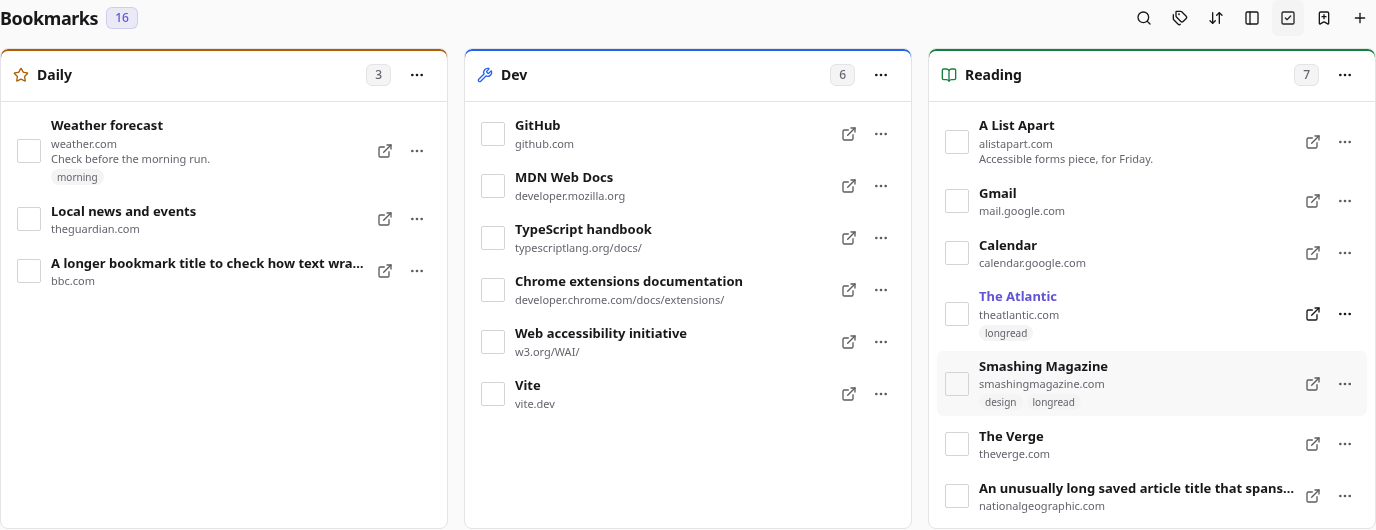 Bookmarks 16
Daily 3
Weather forecast
weather.com
Check before the morning run.
morning
Local news and events
theguardian.com
A longer bookmark title to check how text wra...
bbc.com
Dev 6
GitHub
github.com
MDN Web Docs
developer.mozilla.org
TypeScript handbook
typescriptlang.org/docs/
Chrome extensions documentation
developer.chrome.com/docs/extensions/
Web accessibility initiative
w3.org/WAI/
Vite
vite.dev
Reading 7
A List Apart
alistapart.com
Accessible forms piece, for Friday.
Gmail
mail.google.com
Calendar
calendar.google.com
The Atlantic
theatlantic.com
longread
Smashing Magazine
smashingmagazine.com
design longread
The Verge
theverge.com
An unusually long saved article title that spans...
nationalgeographic.com